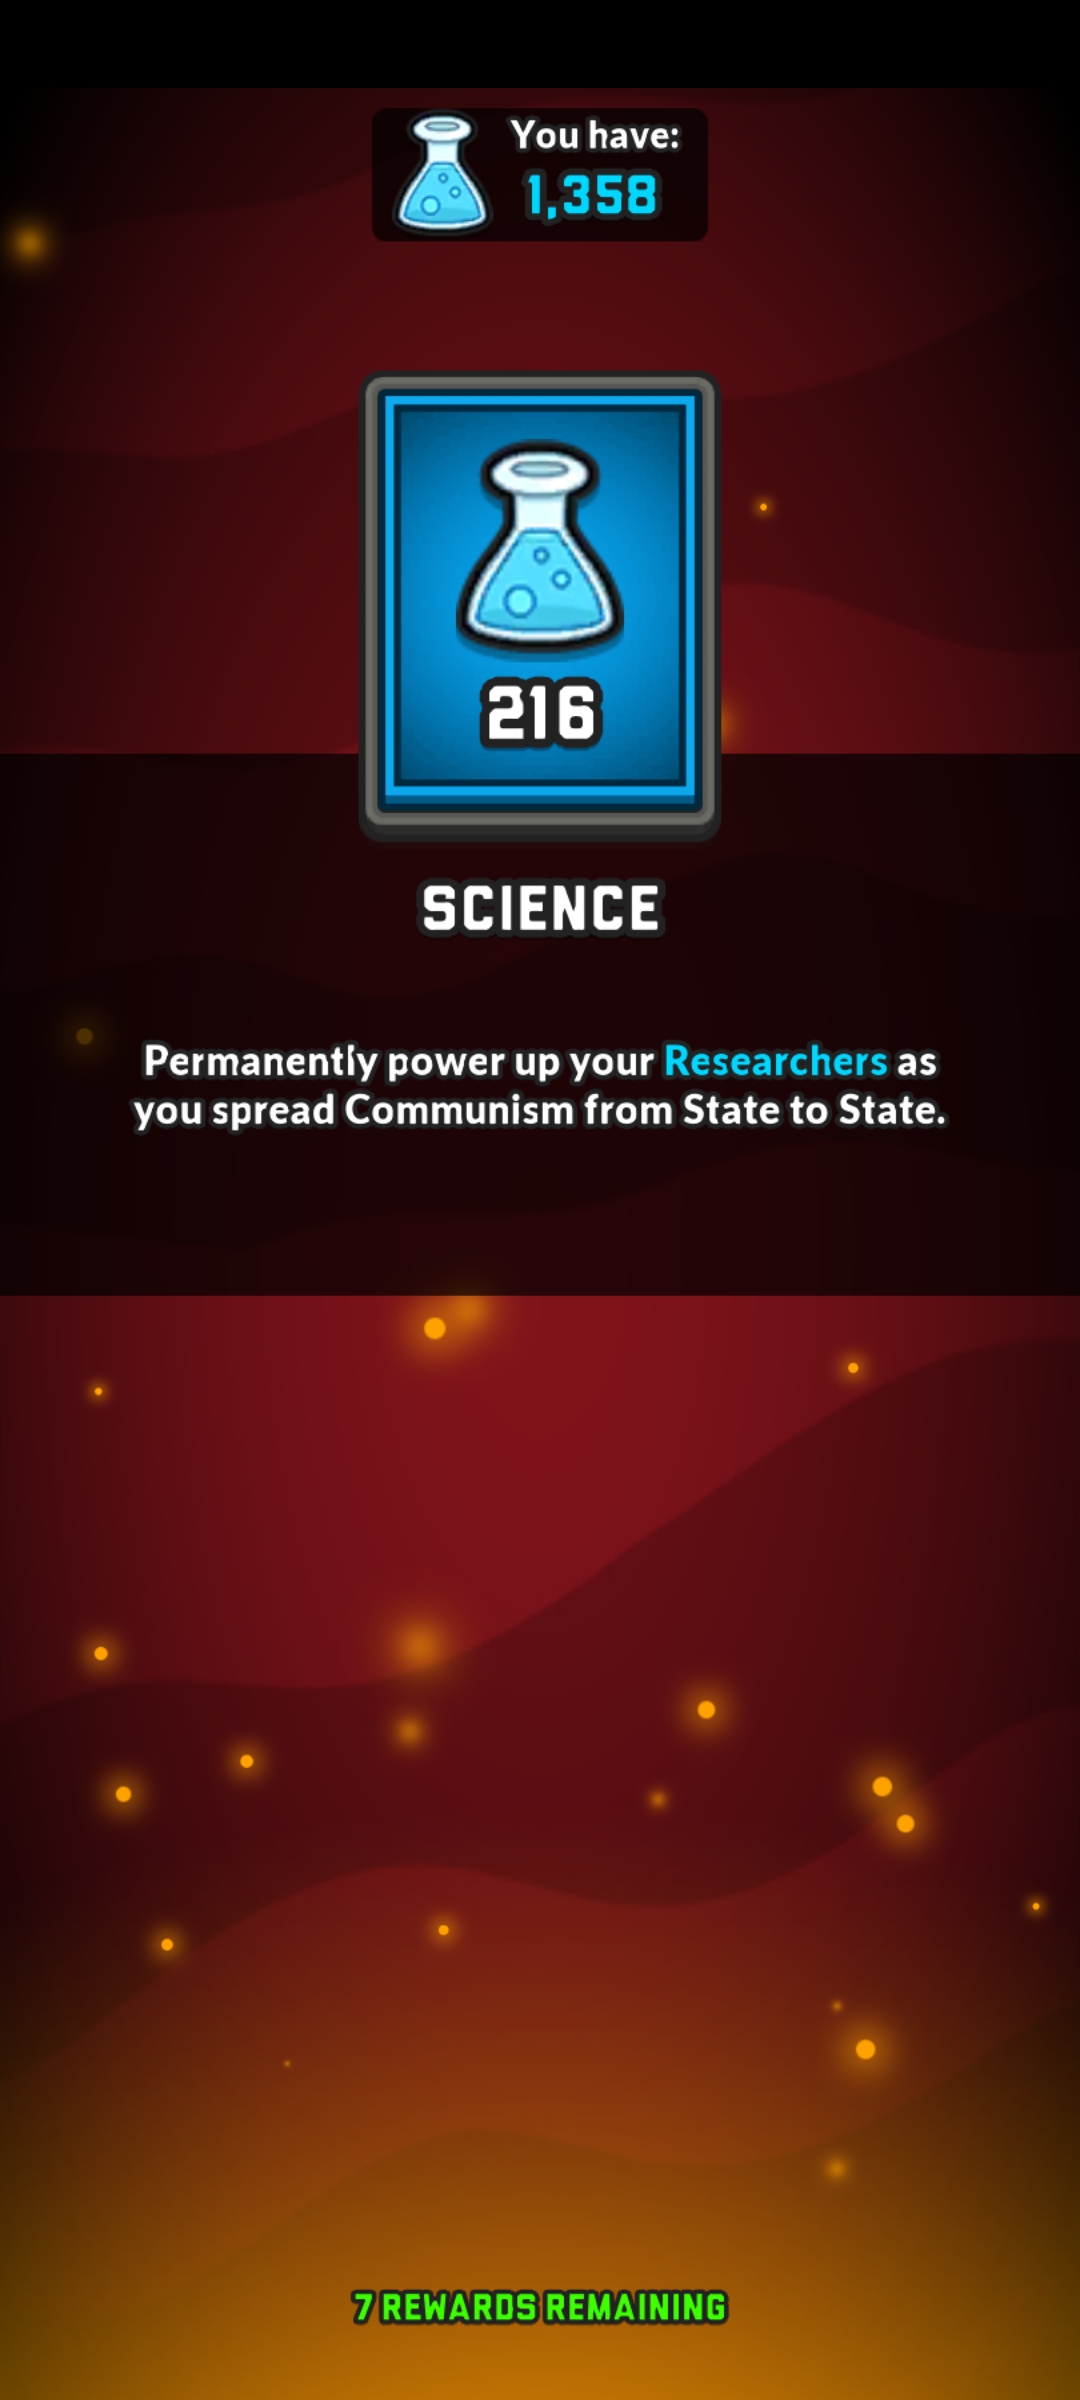 You have:
1,358
216
SCIENCE
Permanently power up your Researchers as
you spread Communism from State to State.
7 REWARDS REMAINING